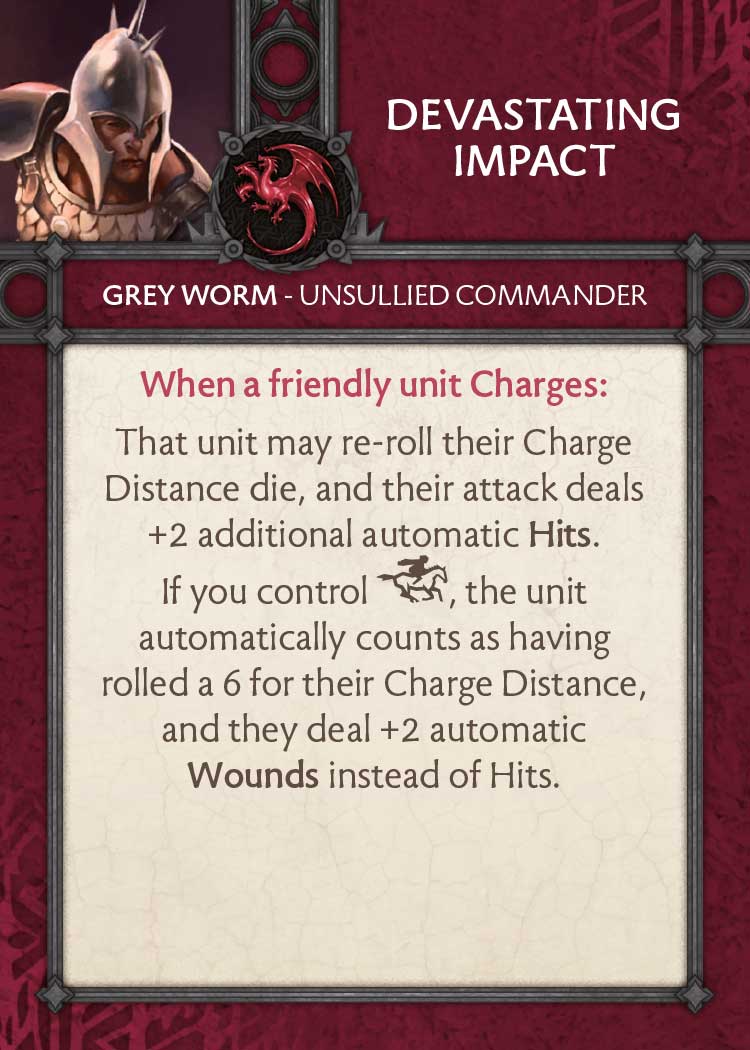 DEVASTATING
IMPACT
GREY WORM - UNSULLIED COMMANDER
When a friendly unit Charges:
That unit may re-roll their Charge
Distance die, and their attack deals
+2 additional automatic Hits.
If you control , the unit
automatically counts as having
rolled a 6 for their Charge Distance,
and they deal +2 automatic
Wounds instead of Hits.